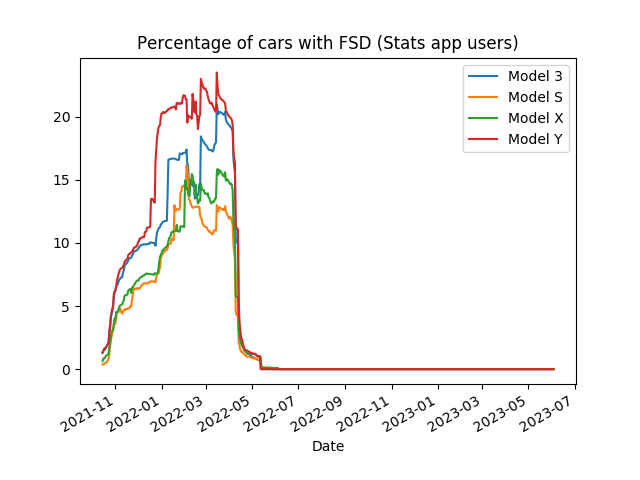 Percentage of cars with FSD (Stats app users)
Model 3
Model S
Model X
Model Y
20
15
10
5
0
2021-11
2022-01
2022-03
2022-05
2022-07
2022-09
2022-11
2023-01
2023-03
2023-05
2023-07
Date